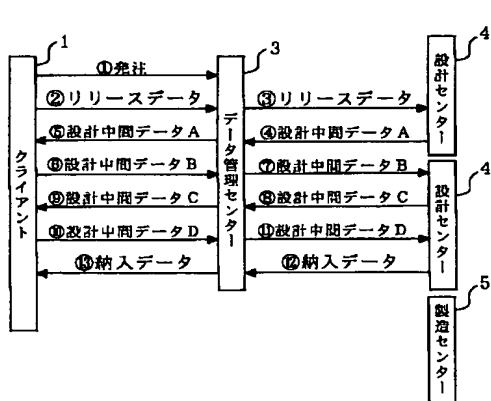 1
3
4
①発注
②リリースデータ
③リリースデータ
設計センター
④設計中間データA
⑤設計中間データA
クライアント
データ管理センター
4
⑥設計中間データB
⑦設計中間データB
設計センター
⑧設計中間データC
⑨設計中間データC
⑩設計中間データD
⑪設計中間データD
⑫納入データ
⑬納入データ
5
製造センター